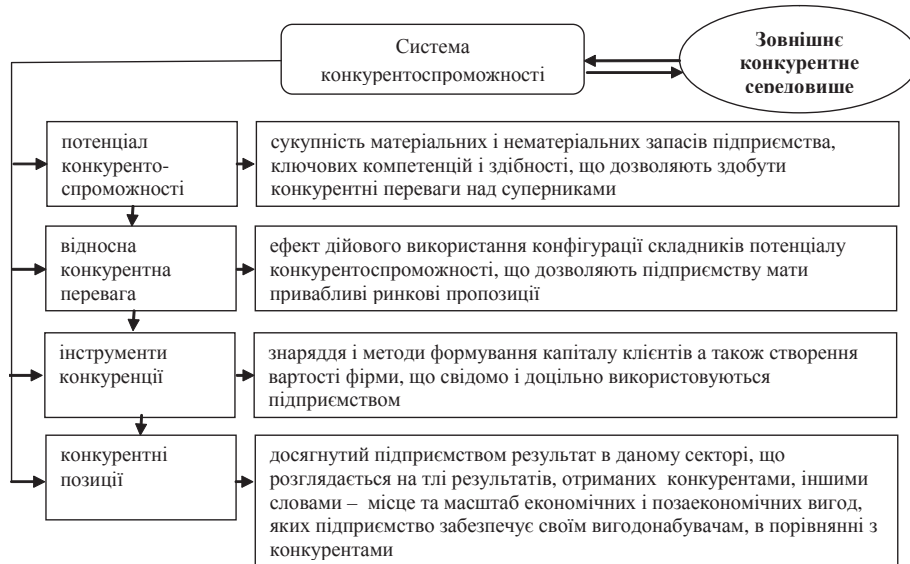 Система
конкурентоспроможності
Зовнішнє
конкурентне
середовище
потенціал
конкуренто-
спроможності
сукупність матеріальних і нематеріальних запасів підприємства,
ключових компетенцій і здібності, що дозволяють здобути
конкурентні переваги над суперниками
відносна
конкурентна
перевага
ефект дійового використання конфігурації складників потенціалу
конкурентоспроможності, що дозволяють підприємству мати
привабливі ринкові пропозиції
інструменти
конкуренції
знаряддя і методи формування капіталу клієнтів а також створення
вартості фірми, що свідомо і доцільно використовуються
підприємством
конкурентні
позиції
досягнутий підприємством результат в даному секторі, що
розглядається на тлі результатів, отриманих конкурентами, іншими
словами – місце та масштаб економічних і позаекономічних вигод,
яких підприємство забезпечує своїм вигодонабувачам, в порівнянні з
конкурентами